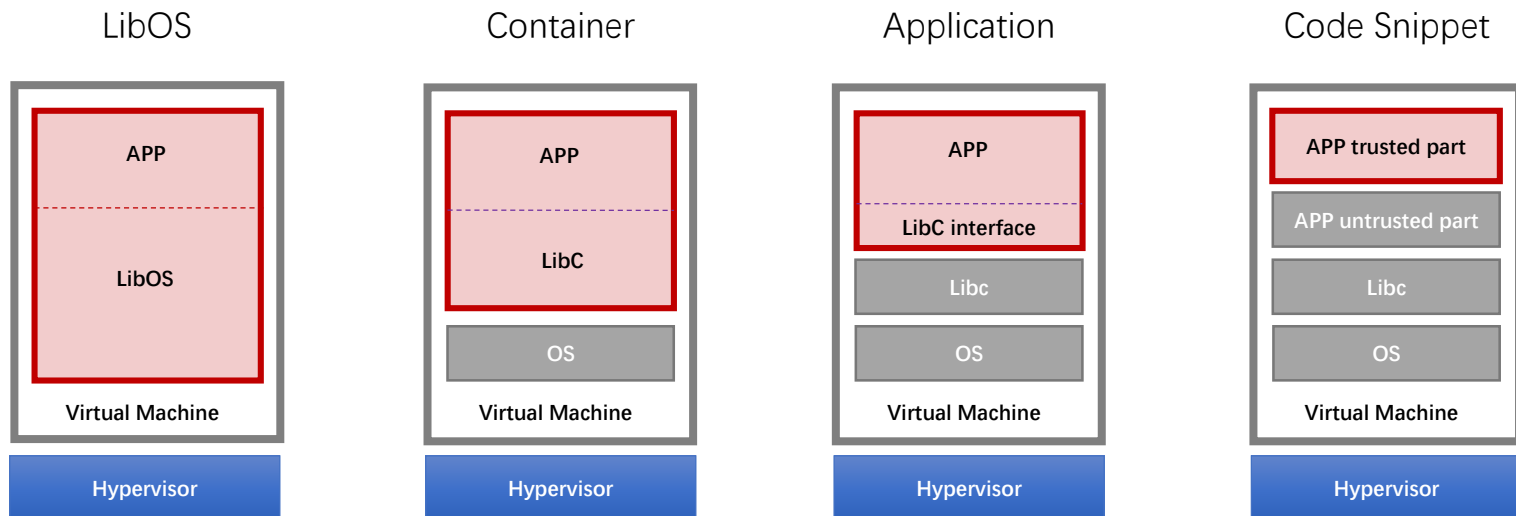 LibOS
APP
LibOS
Virtual Machine
Hypervisor
Container
APP
LibC
OS
Virtual Machine
Hypervisor
Application
APP
LibC interface
Libc
OS
Virtual Machine
Hypervisor
Code Snippet
APP trusted part
APP untrusted part
Libc
OS
Virtual Machine
Hypervisor